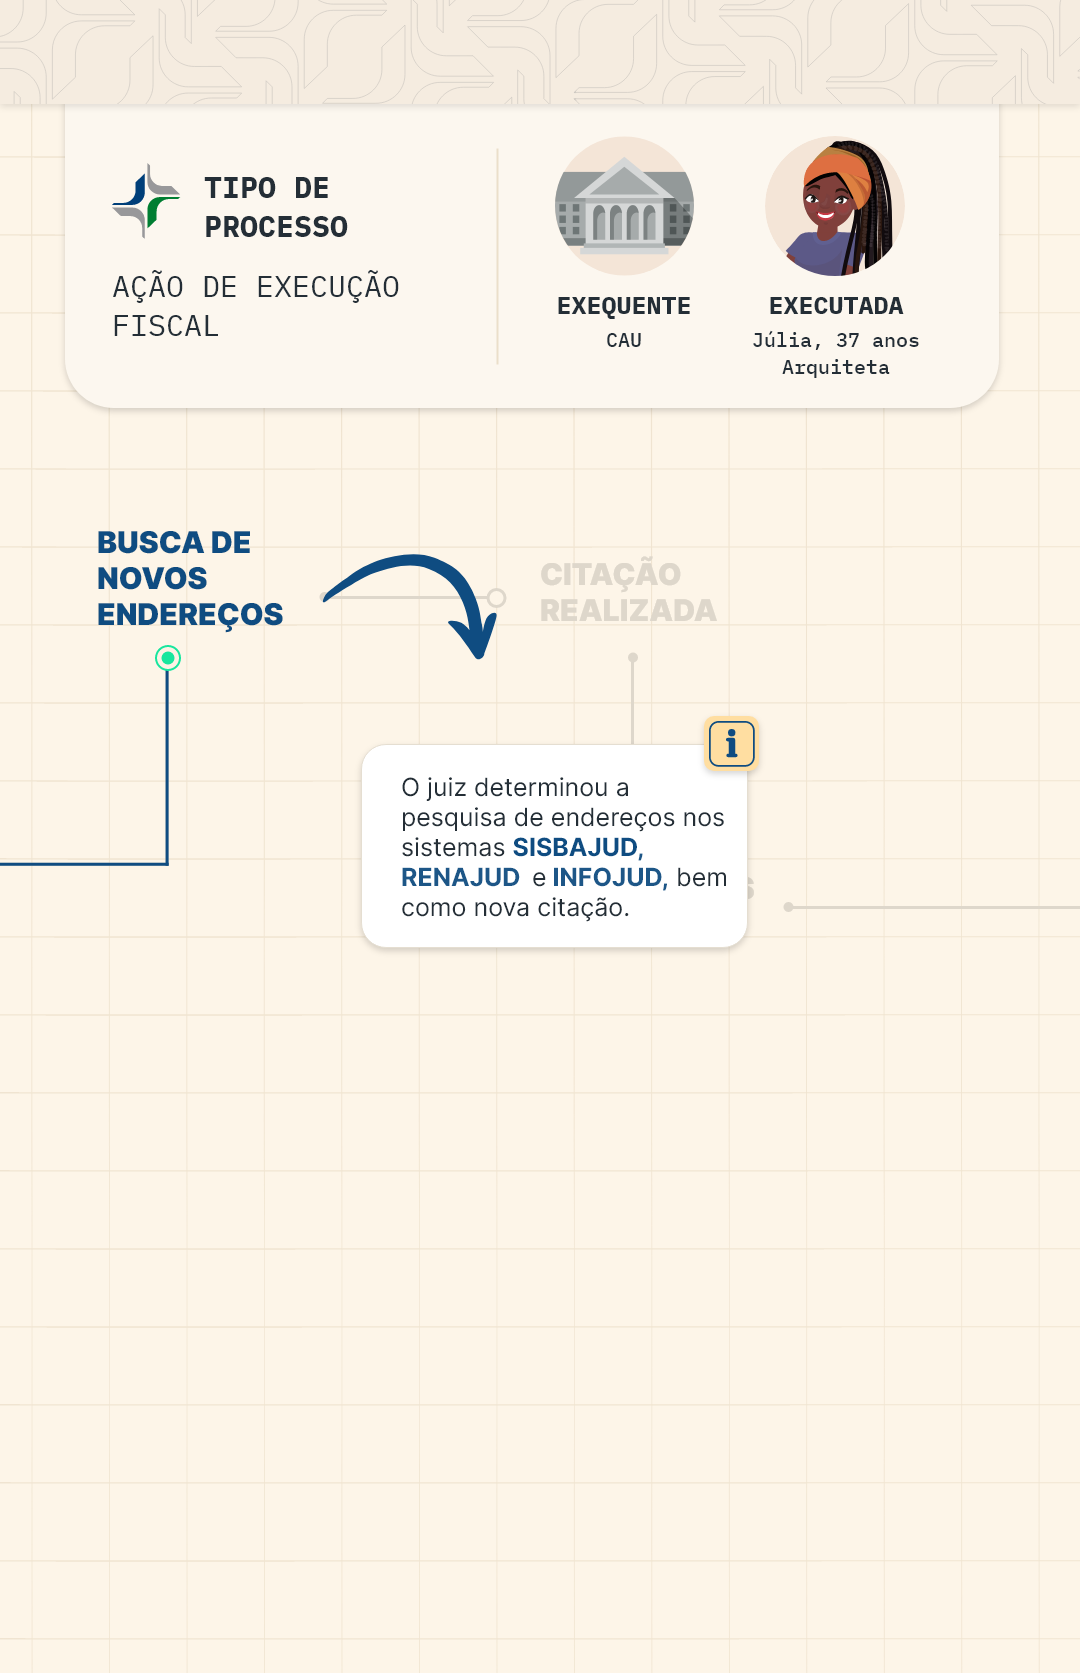 TIPO DE
PROCESSO
AÇÃO DE EXECUÇÃO
FISCAL
EXEQUENTE
CAU
EXECUTADA
Júlia, 37 anos
Arquiteta
BUSCA DE
NOVOS
ENDEREÇOS
CITAÇÃO
REALIZADA
i
O juiz determinou a
pesquisa de endereços nos
sistemas SISBAJUD,
RENAJUD e INFOJUD, bem
como nova citação.